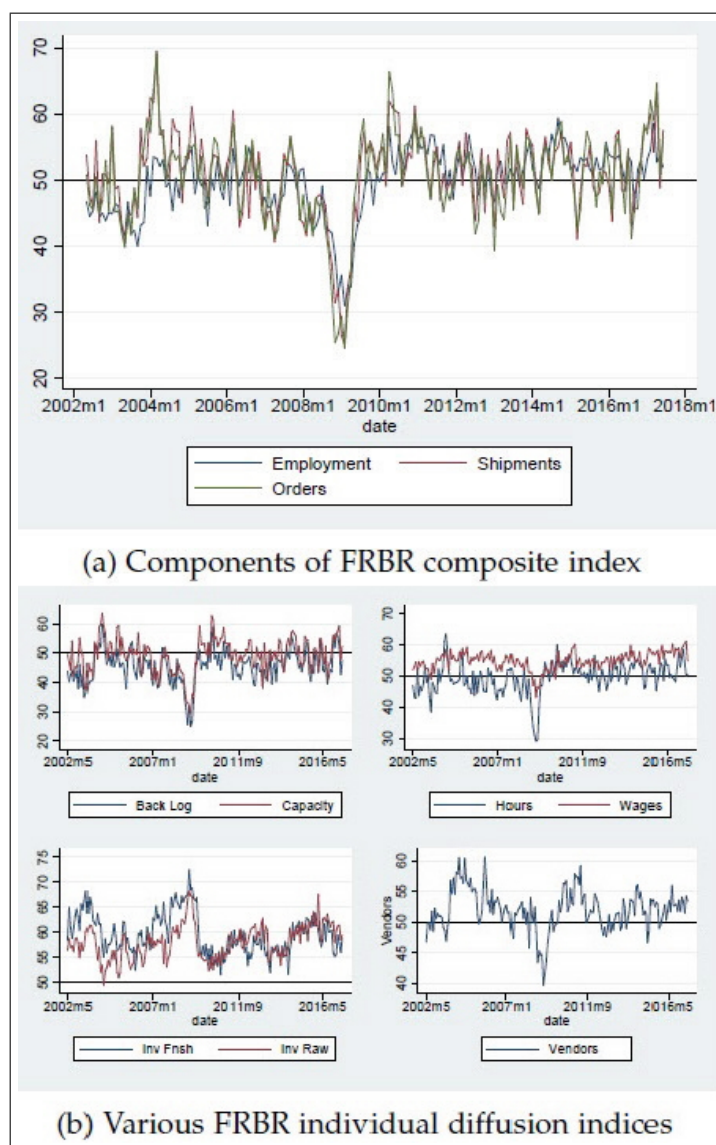 70
60
50
40
30
20
2002m1 2004m1 2006m1 2008m1 2010m1 2012m1 2014m1 2016m1 2018m1
date
Employment Shipments
Orders
(a) Components of FRBR composite index
60
50
40
30
20
2002m5 2007m1 2011m9 2016m5
date
Back Log Capacity
70
60
50
40
30
2002m5 2007m1 2011m9 2016m5
date
Hours Wages
75
70
65
60
55
50
2002m5 2007m1 2011m9 2016m5
date
Inv Fnsh Inv Raw
Vendors
60
55
50
45
40
2002m5 2007m1 2011m9 2016m5
date
Vendors
(b) Various FRBR individual diffusion indices